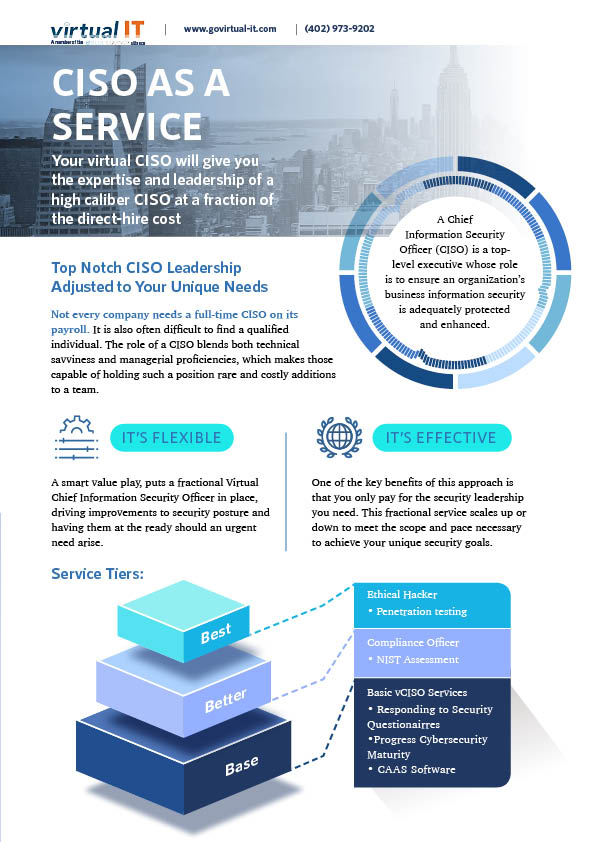 virtual IT
A member of the
alliance
www.govirtual-it.com
(402) 973-9202
CISO AS A
SERVICE
Your virtual CISO will give you
the expertise and leadership of a
high caliber CISO at a fraction of
the direct-hire cost
A Chief
Information Security
Officer (CISO) is a top-
level executive whose role
is to ensure an organization's
business information security
is adequately protected
and enhanced.
Top Notch CISO Leadership
Adjusted to Your Unique Needs
Not every company needs a full-time CISO on its
payroll. It is also often difficult to find a qualified
individual. The role of a CISO blends both technical
savviness and managerial proficiencies, which makes those
capable of holding such a position rare and costly additions
to a team.
IT'S FLEXIBLE
A smart value play, puts a fractional Virtual
Chief Information Security Officer in place,
driving improvements to security posture and
having them at the ready should an urgent
need arise.
IT'S EFFECTIVE
One of the key benefits of this approach is
that you only pay for the security leadership
you need. This fractional service scales up or
down to meet the scope and pace necessary
to achieve your unique security goals.
Service Tiers:
Best
Better
Base
Ethical Hacker
• Penetration testing
Compliance Officer
• NIST Assessment
Basic vCISO Services
• Responding to Security
Questionairres
•Progress Cybersecurity
Maturity
• CAAS Software